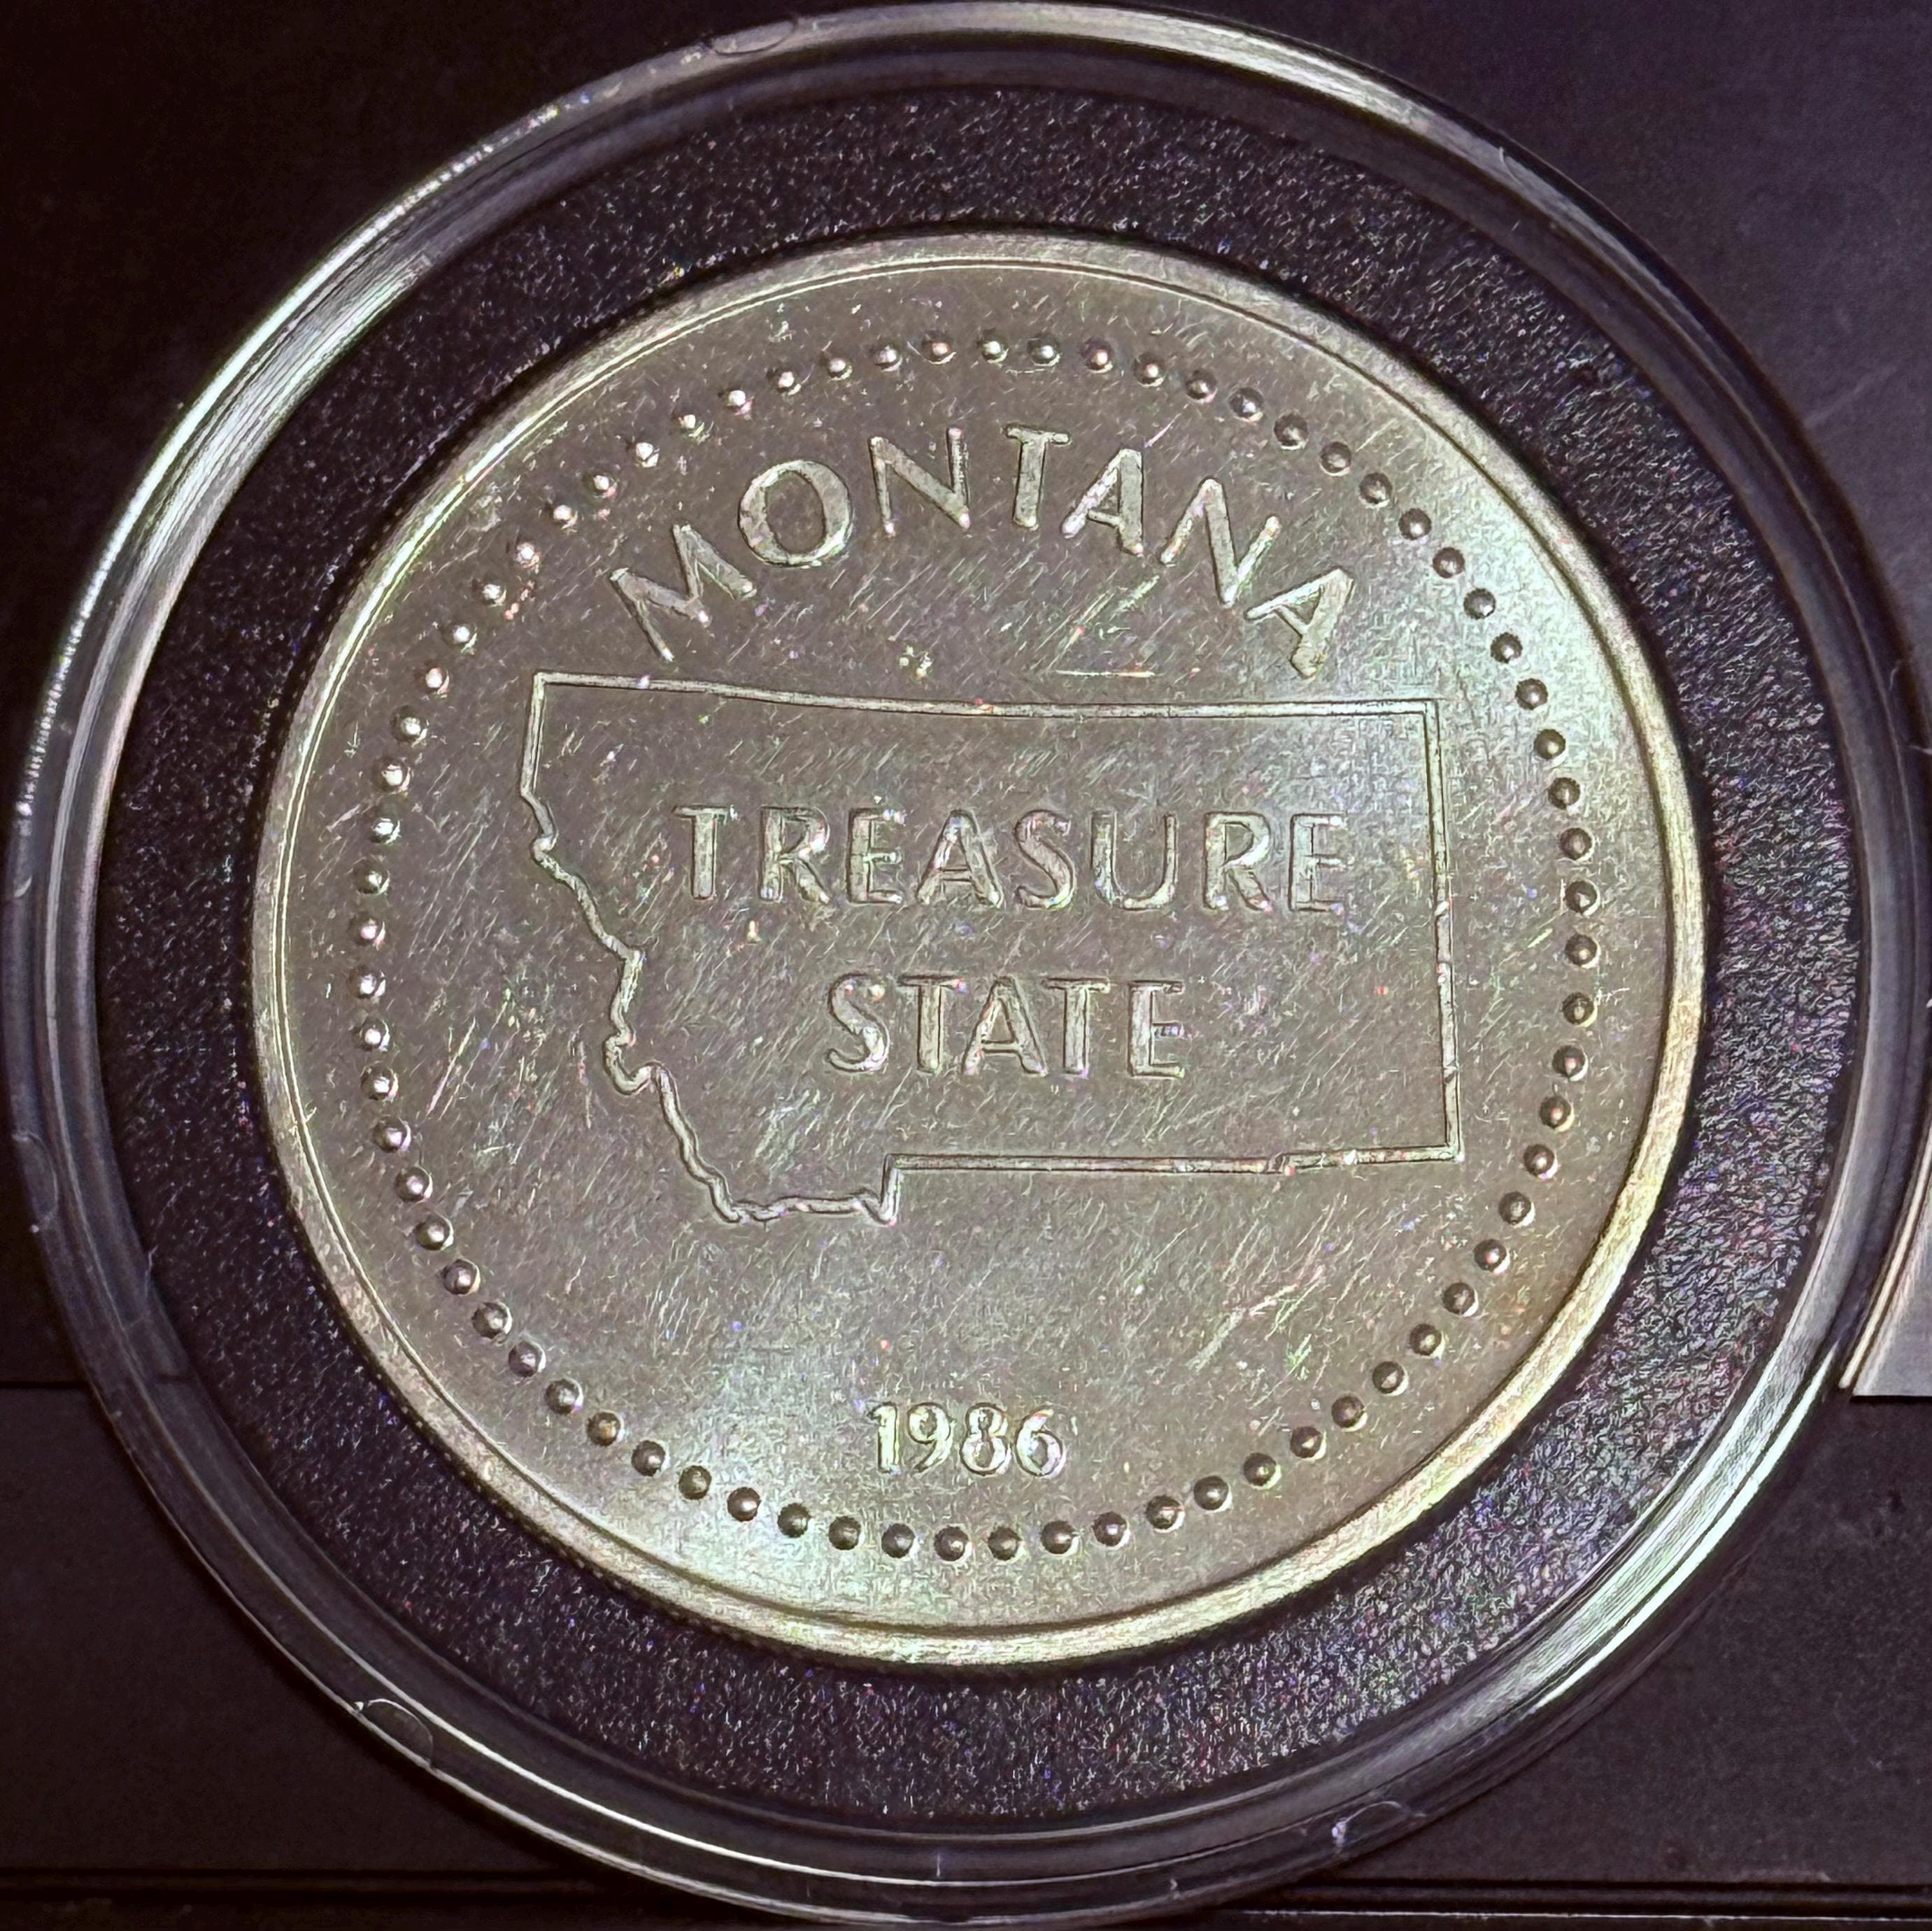 MONTANA
TREASURE
STATE
1986